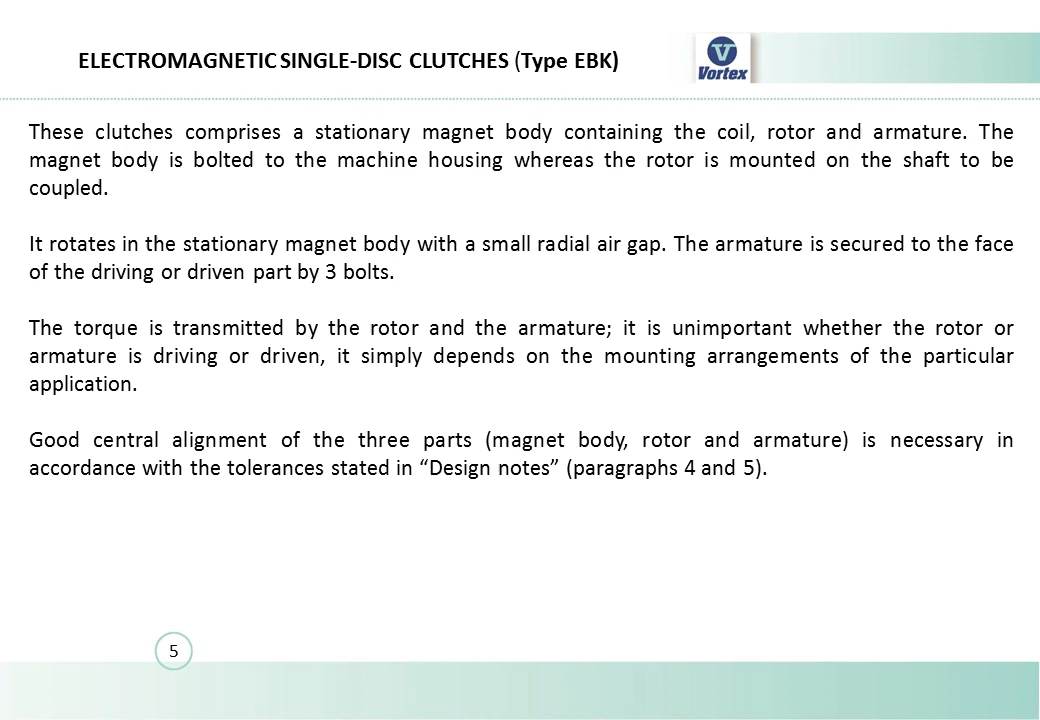 ELECTROMAGNETIC SINGLE-DISC CLUTCHES (Type EBK)
V
Vortex
These clutches comprises a stationary magnet body containing the coil, rotor and armature. The
magnet body is bolted to the machine housing whereas the rotor is mounted on the shaft to be
coupled.
It rotates in the stationary magnet body with a small radial air gap. The armature is secured to the face
of the driving or driven part by 3 bolts.
The torque is transmitted by the rotor and the armature; it is unimportant whether the rotor or
armature is driving or driven, it simply depends on the mounting arrangements of the particular
application.
Good central alignment of the three parts (magnet body, rotor and armature) is necessary in
accordance with the tolerances stated in “Design notes” (paragraphs 4 and 5).
5